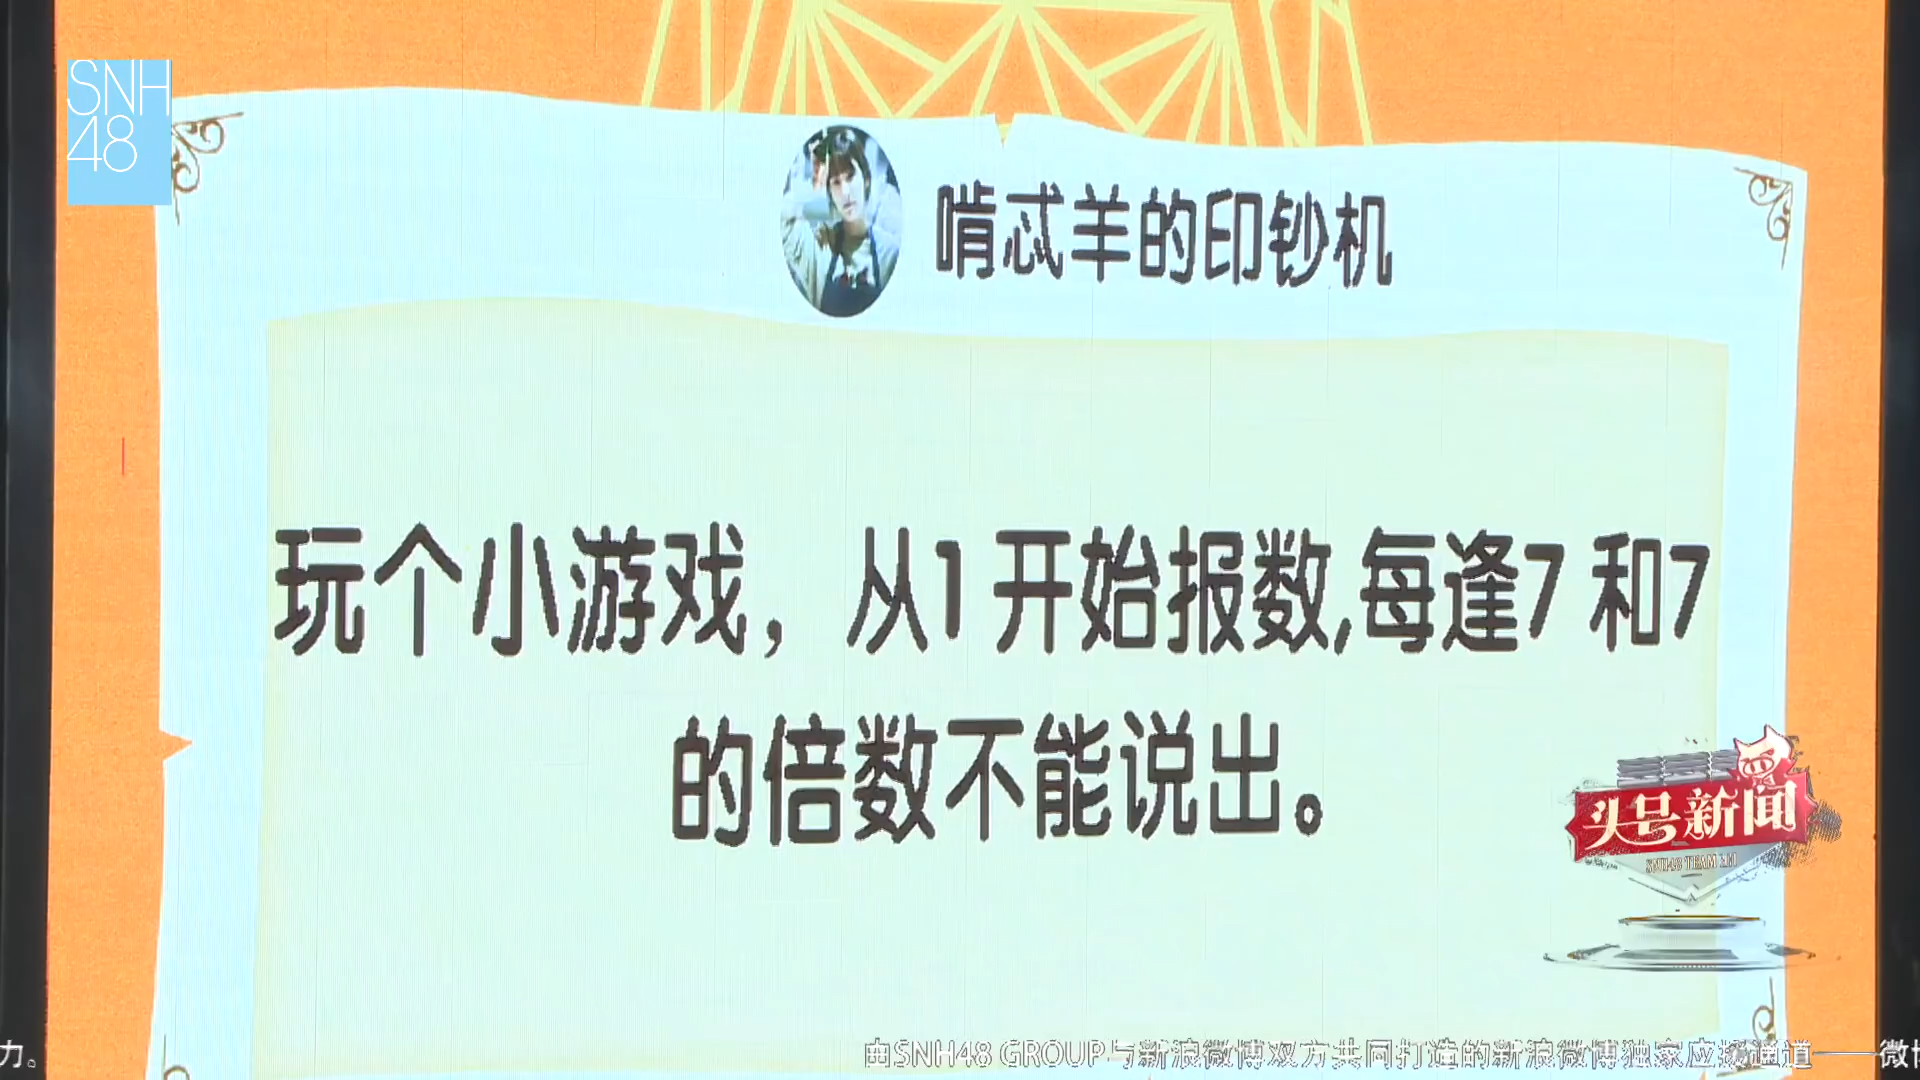 SNH
48
啃忒羊的印钞机
玩个小游戏，从1开始报数,每逢7和7
的倍数不能说出。
头号新闻
SNH48 TEAM
力。
由SNH48 GROUP与新浪微博双方共同打造的新浪微博独家应援通道——微博